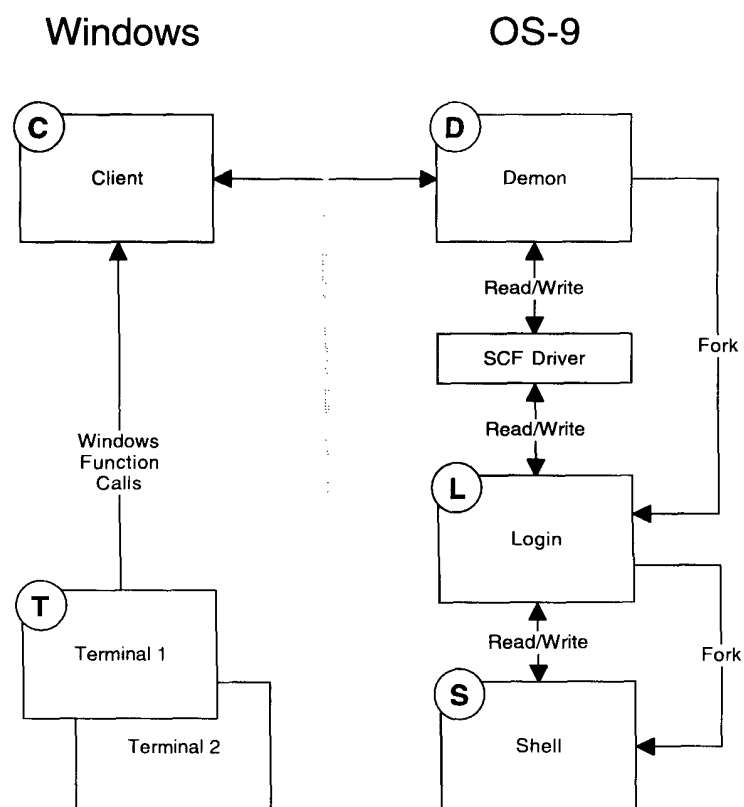 Windows
OS-9
C
Client
D
Demon
Read/Write
SCF Driver
Fork
Read/Write
Windows
Function
Calls
L
Login
T
Terminal 1
Read/Write
Fork
S
Shell
Terminal 2